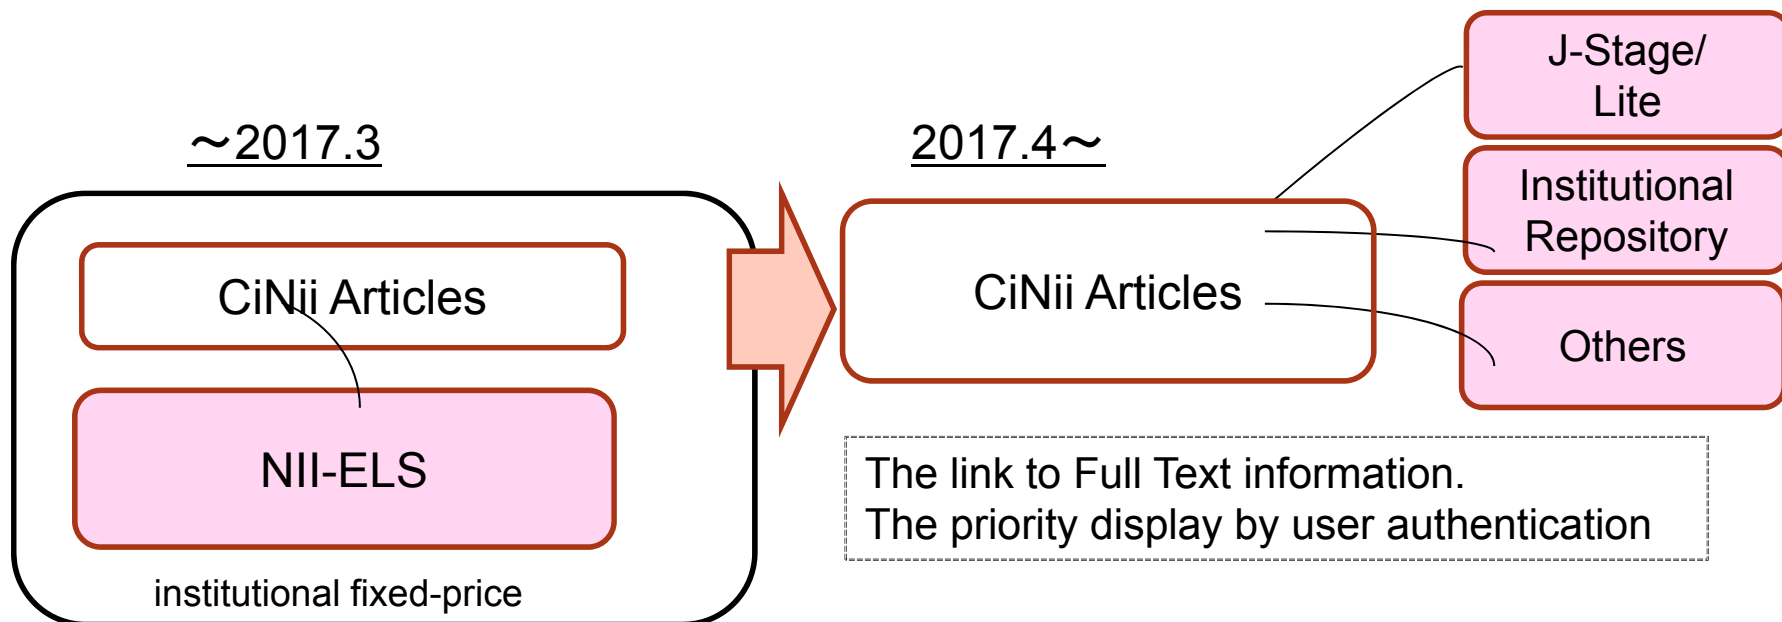 ～2017.3
CiNii Articles
NII-ELS
institutional fixed-price
2017.4～
CiNii Articles
J-Stage/
Lite
Institutional
Repository
Others
The link to Full Text information.
The priority display by user authentication